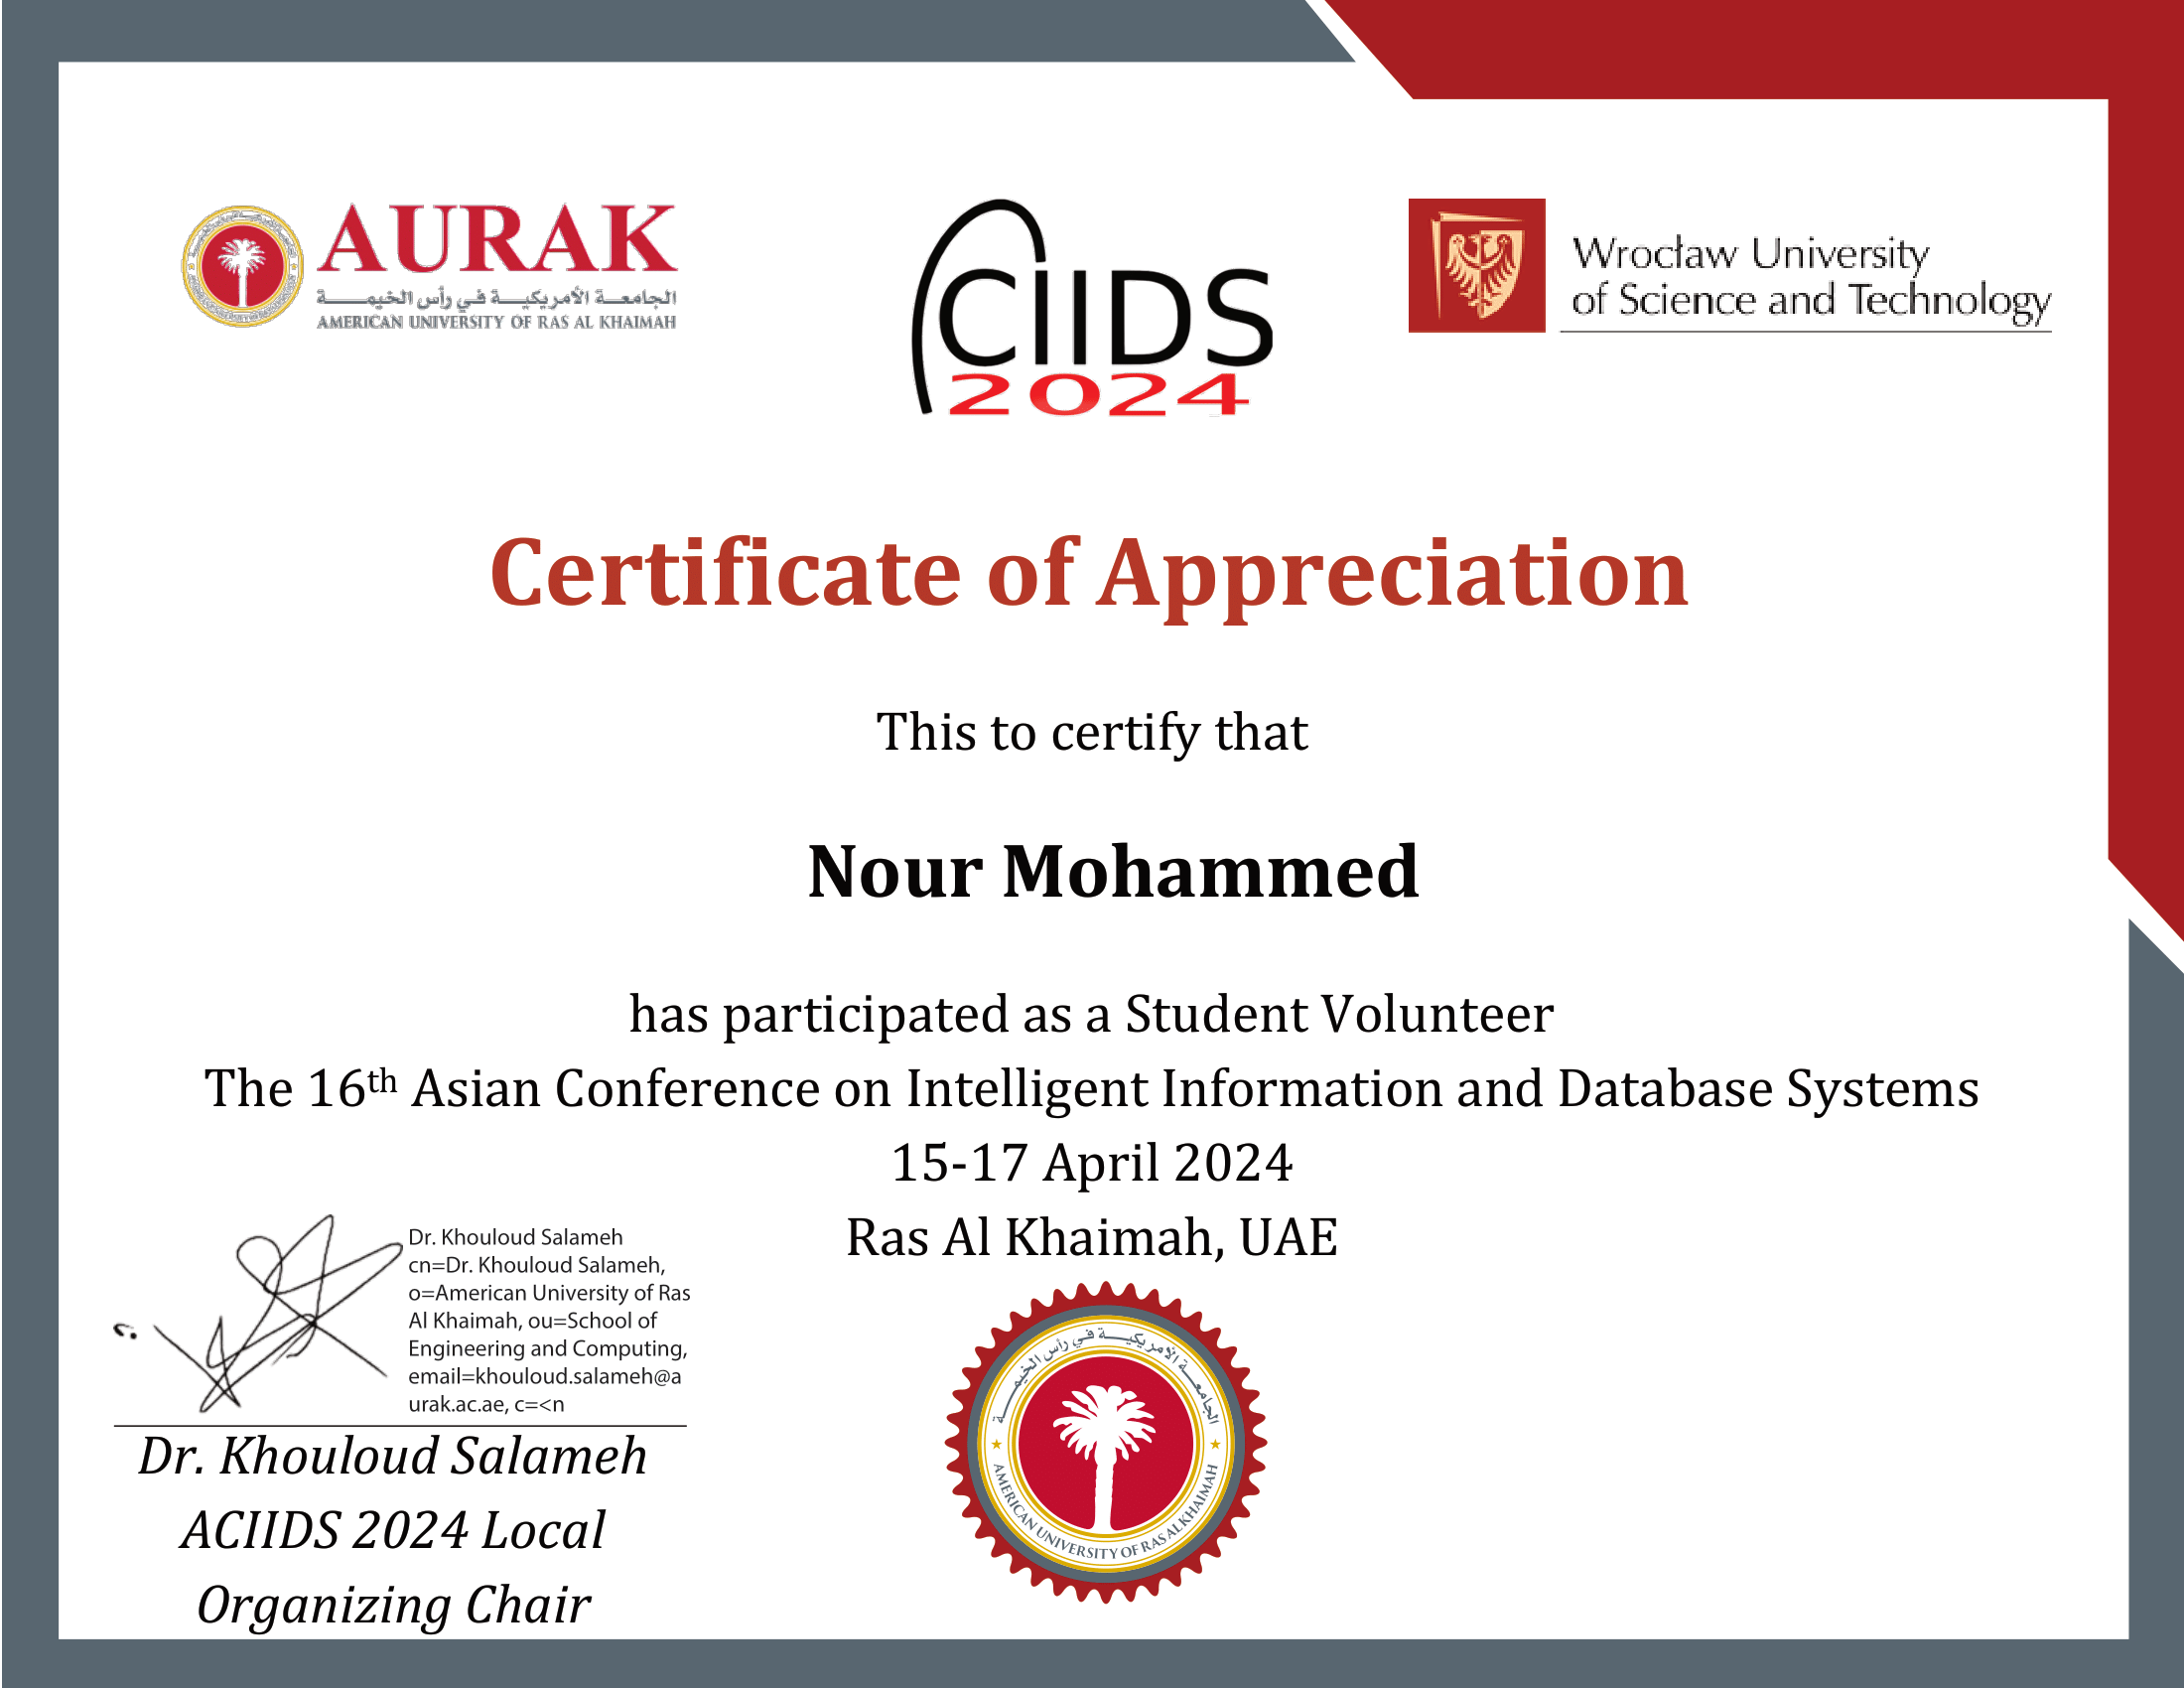 AURAK
الجامعة الأمريكية في رأس الخيمة
AMERICAN UNIVERSITY OF RAS AL KHAIMAH
ACIIDS
2024
Wrocław University
of Science and Technology
Certificate of Appreciation
This to certify that
Nour Mohammed
has participated as a Student Volunteer
The 16th Asian Conference on Intelligent Information and Database Systems
15-17 April 2024
Ras Al Khaimah, UAE
Dr. Khouloud Salameh
cn=Dr. Khouloud Salameh,
o=American University of Ras
Al Khaimah, ou=School of
Engineering and Computing,
email=khouloud.salameh@a
urak.ac.ae, c=<n
Dr. Khouloud Salameh
ACIIDS 2024 Local
Organizing Chair
الجامعة الأمريكية في رأس الخيمة
AMERICAN UNIVERSITY OF RAS AL KHAIMAH